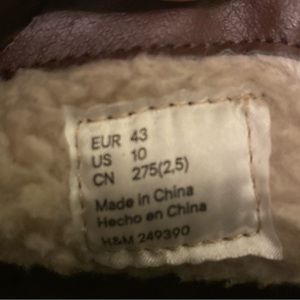 EUR 43
US 10
CN 275(2,5)
Made in China
Hecho en China
H&M 249390